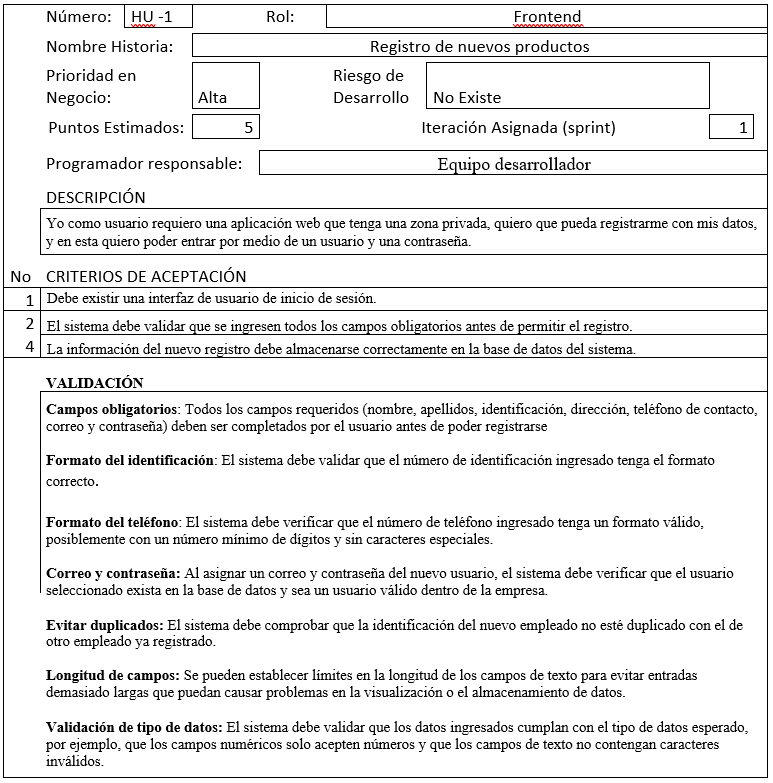 Número: HU -1 Rol: Frontend
Nombre Historia: Registro de nuevos productos
Prioridad en Negocio: Alta Riesgo de Desarrollo No Existe
Puntos Estimados: 5 Iteración Asignada (sprint) 1
Programador responsable: Equipo desarrollador
DESCRIPCIÓN
Yo como usuario requiero una aplicación web que tenga una zona privada, quiero que pueda registrarme con mis datos,
y en esta quiero poder entrar por medio de un usuario y una contraseña.
No CRITERIOS DE ACEPTACIÓN
1 Debe existir una interfaz de usuario de inicio de sesión.
2 El sistema debe validar que se ingresen todos los campos obligatorios antes de permitir el registro.
4 La información del nuevo registro debe almacenarse correctamente en la base de datos del sistema.
VALIDACIÓN
Campos obligatorios: Todos los campos requeridos (nombre, apellidos, identificación, dirección, teléfono de contacto,
correo y contraseña) deben ser completados por el usuario antes de poder registrarse
Formato del identificación: El sistema debe validar que el número de identificación ingresado tenga el formato
correcto.
Formato del teléfono: El sistema debe verificar que el número de teléfono ingresado tenga un formato válido,
posiblemente con un número mínimo de dígitos y sin caracteres especiales.
Correo y contraseña: Al asignar un correo y contraseña del nuevo usuario, el sistema debe verificar que el usuario
seleccionado exista en la base de datos y sea un usuario válido dentro de la empresa.
Evitar duplicados: El sistema debe comprobar que la identificación del nuevo empleado no esté duplicado con el de
otro empleado ya registrado.
Longitud de campos: Se pueden establecer límites en la longitud de los campos de texto para evitar entradas
demasiado largas que puedan causar problemas en la visualización o el almacenamiento de datos.
Validación de tipo de datos: El sistema debe validar que los datos ingresados cumplan con el tipo de datos esperado,
por ejemplo, que los campos numéricos solo acepten números y que los campos de texto no contengan caracteres
inválidos.